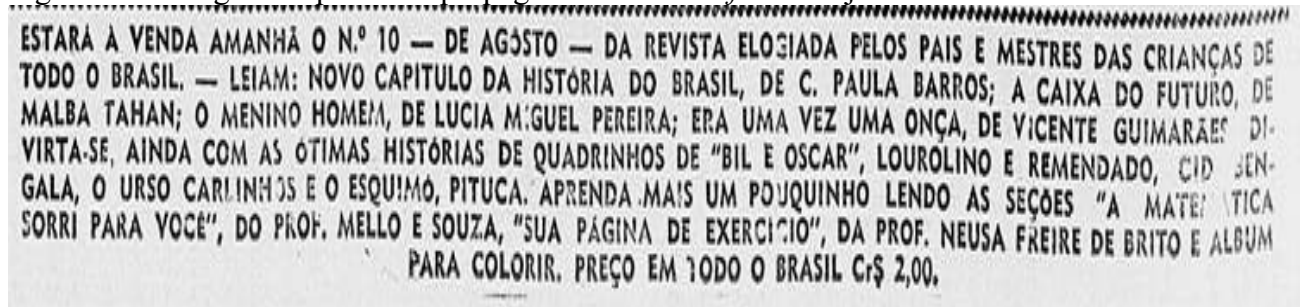 ESTARÁ À VENDA AMANHÃ O N.º 10 — DE AGOSTO — DA REVISTA ELOGIADA PELOS PAIS E MESTRES DAS CRIANÇAS DE
TODO O BRASIL. — LEIAM: NOVO CAPITULO DA HISTÓRIA DO BRASIL, DE C. PAULA BARROS; A CAIXA DO FUTURO, DE
MALBA TAHAN; O MENINO HOMEM, DE LUCIA MIGUEL PEREIRA; ERA UMA VEZ UMA ONÇA, DE VICENTE GUIMARÃES DI-
VIRTA-SE, AINDA COM AS ÓTIMAS HISTÓRIAS DE QUADRINHOS DE "BIL E OSCAR", LOUROLINO E REMENDADO, CID BEN-
GALA, O URSO CARLINHOS E O ESQUIMÓ, PITUCA. APRENDA MAIS UM POUQUINHO LENDO AS SEÇÕES "A MATEMÁTICA
SORRI PARA VOCÊ", DO PROF. MELLO E SOUZA, "SUA PÁGINA DE EXERCÍCIO", DA PROF. NEUSA FREIRE DE BRITO E ALBUM
PARA COLORIR. PREÇO EM TODO O BRASIL Cr$ 2,00.